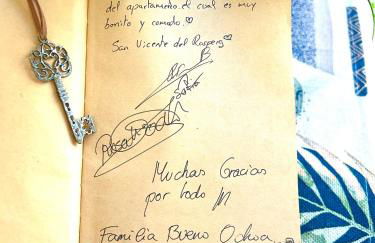 del apartamento. el cual es muy
bonito y comodo.
San Vicente del Raspeig
Muchas Gracias
por todo
Familia Bueno Ochoa